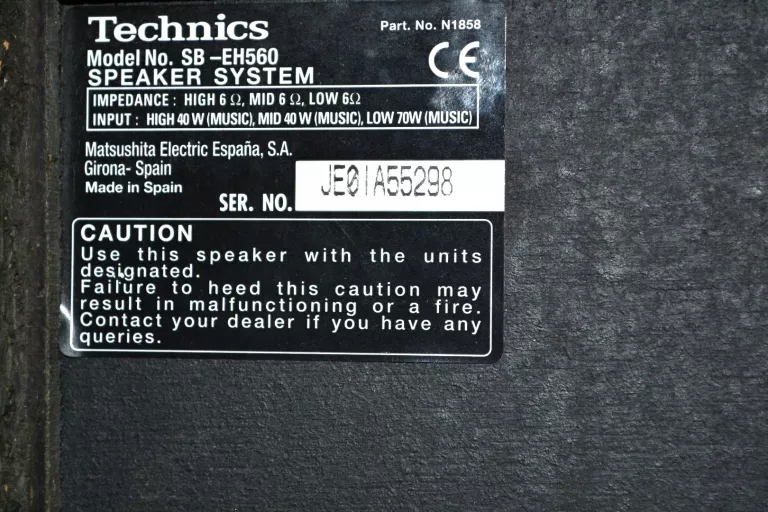 Technics
Part. No. N1858
Model No. SB -EH560
CE
SPEAKER SYSTEM
IMPEDANCE : HIGH 6 Ω, MID 6 Ω, LOW 6Ω
INPUT : HIGH 40 W (MUSIC), MID 40 W (MUSIC), LOW 70W (MUSIC)
Matsushita Electric España, S.A.
Girona- Spain
Made in Spain
SER. NO. JE01A55298
CAUTION
Use this speaker with the units
designated.
Failure to heed this caution may
result in malfunctioning or a fire.
Contact your dealer if you have any
queries.